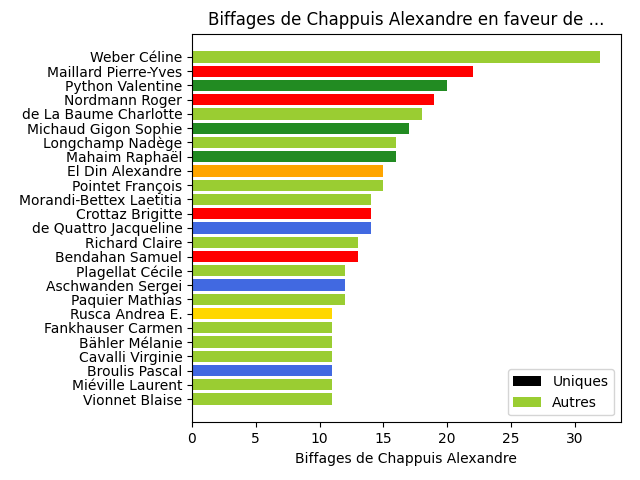 Biffages de Chappuis Alexandre en faveur de ...
Weber Céline
Maillard Pierre-Yves
Python Valentine
Nordmann Roger
de La Baume Charlotte
Michaud Gigon Sophie
Longchamp Nadège
Mahaim Raphaël
El Din Alexandre
Pointet François
Morandi-Bettex Laetitia
Crottaz Brigitte
de Quattro Jacqueline
Richard Claire
Bendahan Samuel
Plagellat Cécile
Aschwanden Sergei
Paquier Mathias
Rusca Andrea E.
Fankhauser Carmen
Bähler Mélanie
Cavalli Virginie
Broulis Pascal
Miéville Laurent
Vionnet Blaise
Uniques
Autres
0 5 10 15 20 25 30
Biffages de Chappuis Alexandre